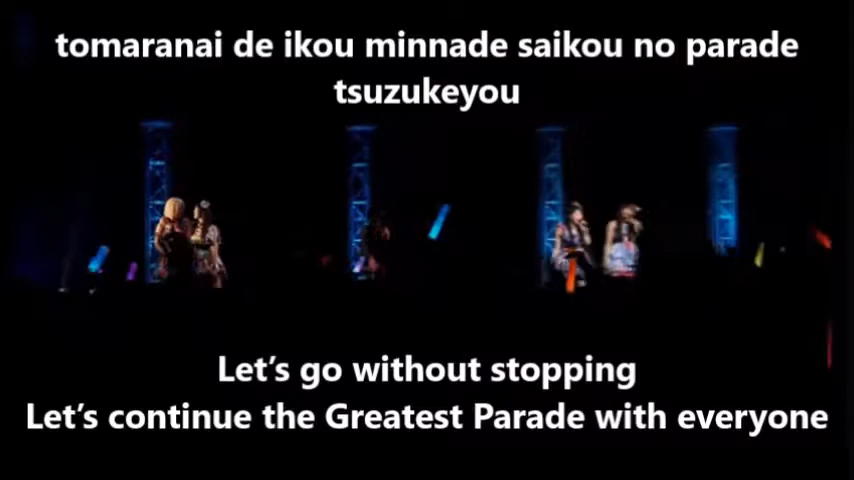 tomaranai de ikou minnade saikou no parade
tsuzukeyou
Let’s go without stopping
Let’s continue the Greatest Parade with everyone